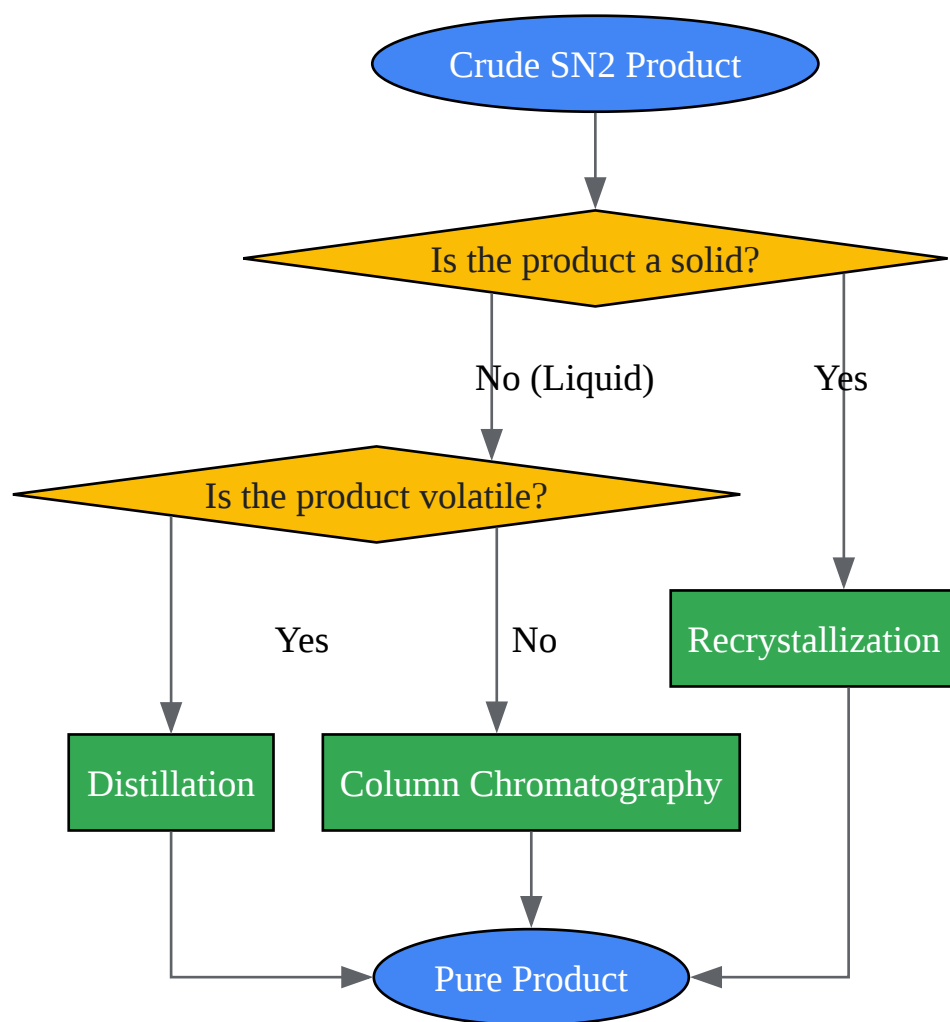 Crude SN2 Product
Is the product a solid?
No (Liquid)
Yes
Is the product volatile?
Yes
No
Recrystallization
Distillation
Column Chromatography
Pure Product